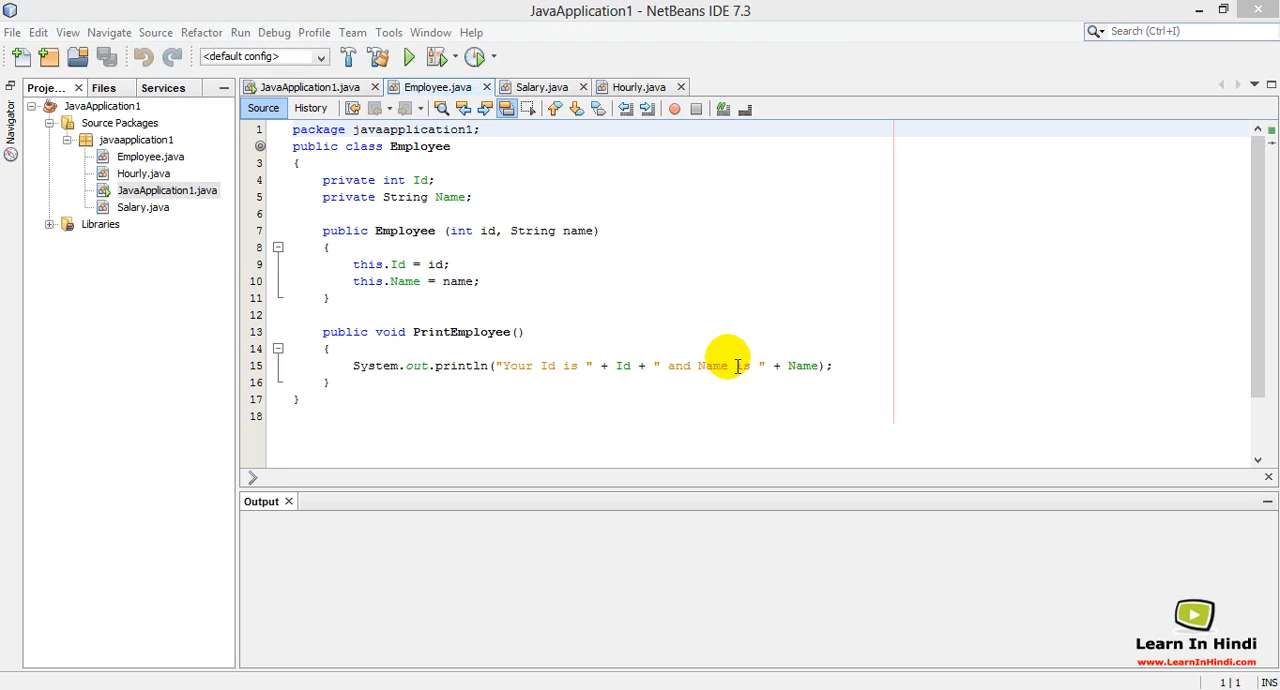 JavaApplication1 - NetBeans IDE 7.3
File Edit View Navigate Source Refactor Run Debug Profile Team Tools Window Help
Search (Ctrl+I)
<default config>
Proje... Files Services
JavaApplication1.java Employee.java Salary.java Hourly.java
Navigator
JavaApplication1
Source Packages
javaapplication1
Employee.java
Hourly.java
JavaApplication1.java
Salary.java
Libraries
Source History
1 package javaapplication1;
public class Employee
3 {
4 private int Id;
5 private String Name;
6
7 public Employee (int id, String name)
8 {
9 this.Id = id;
10 this.Name = name;
11 }
12
13 public void PrintEmployee()
14 {
15 System.out.println("Your Id is " + Id + " and Name is " + Name);
16 }
17 }
18
Output
Learn In Hindi
www.LearnInHindi.com
1 | 1 INS